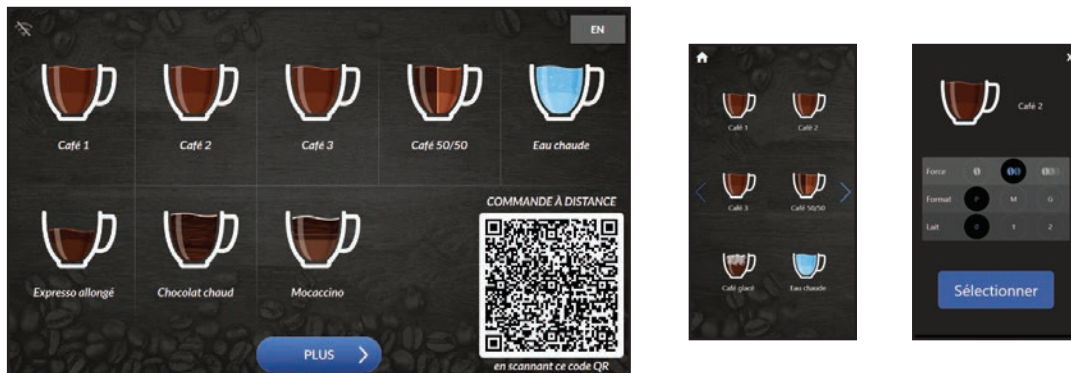 EN
Café 1 Café 2 Café 3 Café 50/50 Eau chaude
COMMANDE À DISTANCE
Expresso allongé Chocolat chaud Mocaccino
PLUS
en scannant ce code QR
Café 1 Café 2
Café 3 Café 50/50
Café glacé Eau chaude
X
Café 2
Force
Format P M G
Lait 0 1 2
Sélectionner